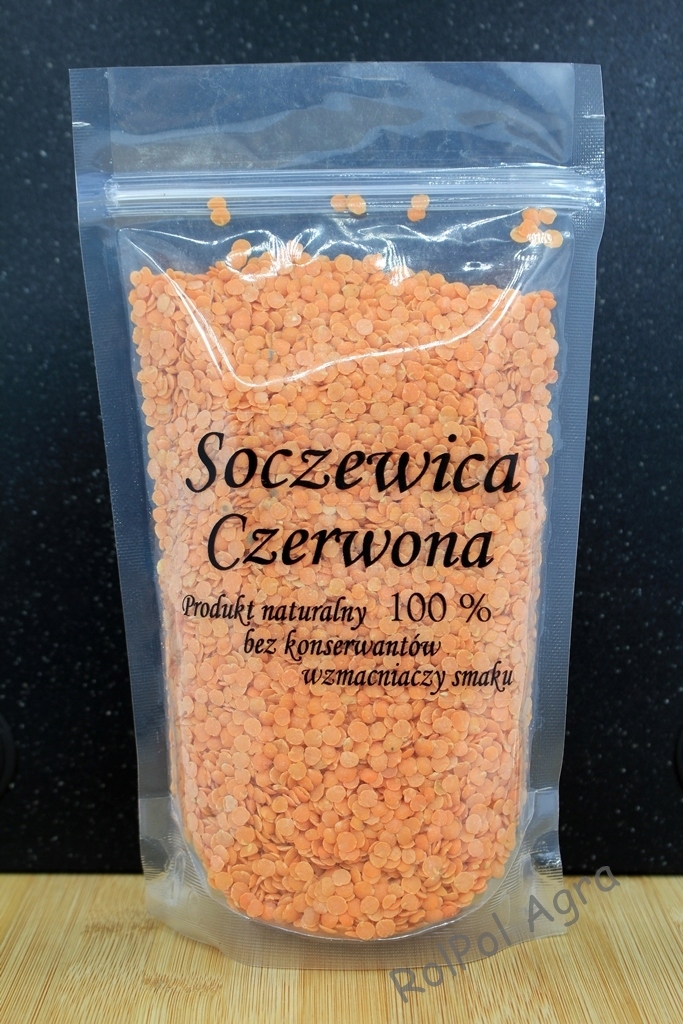 Soczewica
Czerwona
Produkt naturalny 100 %
bez konserwantów
wzmacniaczy smaku
RolPol Agra